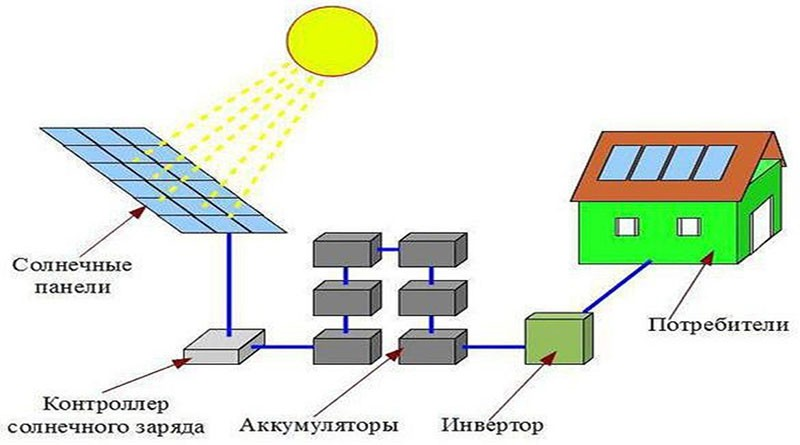 Солнечные
панели
Контроллер
солнечного заряда
Аккумуляторы
Инвертор
Потребители